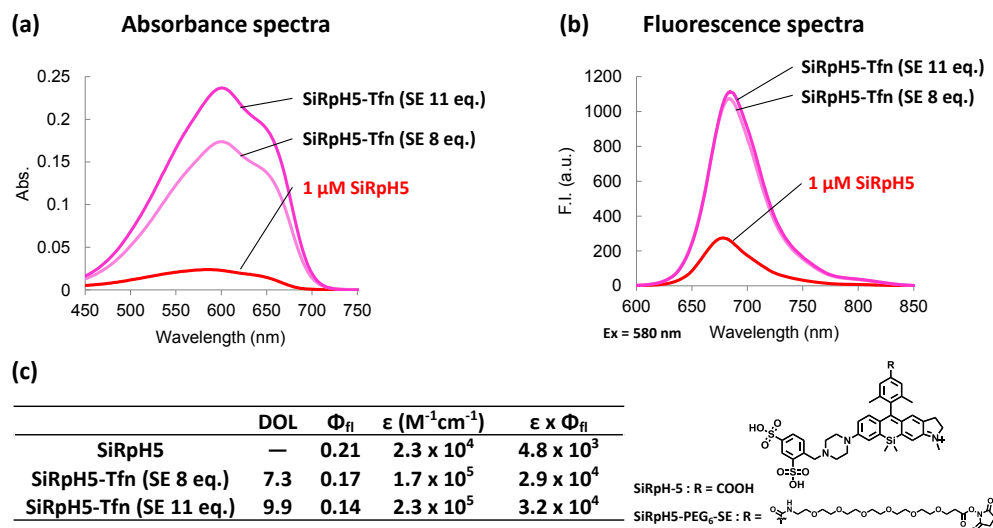 (a) Absorbance spectra
0.25
0.2
0.15
0.1
0.05
0
Abs.
450 500 550 600 650 700 750
Wavelength (nm)
SiRpH5-Tfn (SE 11 eq.)
SiRpH5-Tfn (SE 8 eq.)
1 μM SiRpH5
(b) Fluorescence spectra
1200
1000
800
600
400
200
0
F.I. (a.u.)
600 650 700 750 800 850
Ex = 580 nm
Wavelength (nm)
SiRpH5-Tfn (SE 11 eq.)
SiRpH5-Tfn (SE 8 eq.)
1 μM SiRpH5
(c)
DOL Φfl ε (M⁻¹cm⁻¹) ε x Φfl
SiRpH5 — 0.21 2.3 x 10⁴ 4.8 x 10³
SiRpH5-Tfn (SE 8 eq.) 7.3 0.17 1.7 x 10⁵ 2.9 x 10⁴
SiRpH5-Tfn (SE 11 eq.) 9.9 0.14 2.3 x 10⁵ 3.2 x 10⁴
R
HO
O
S
O
N
N
O
S
O
OH
Si
N
+
SiRpH-5 : R = COOH
SiRpH5-PEG₆-SE : R =
O
H
N
O
O
O
O
O
O
O
O
N